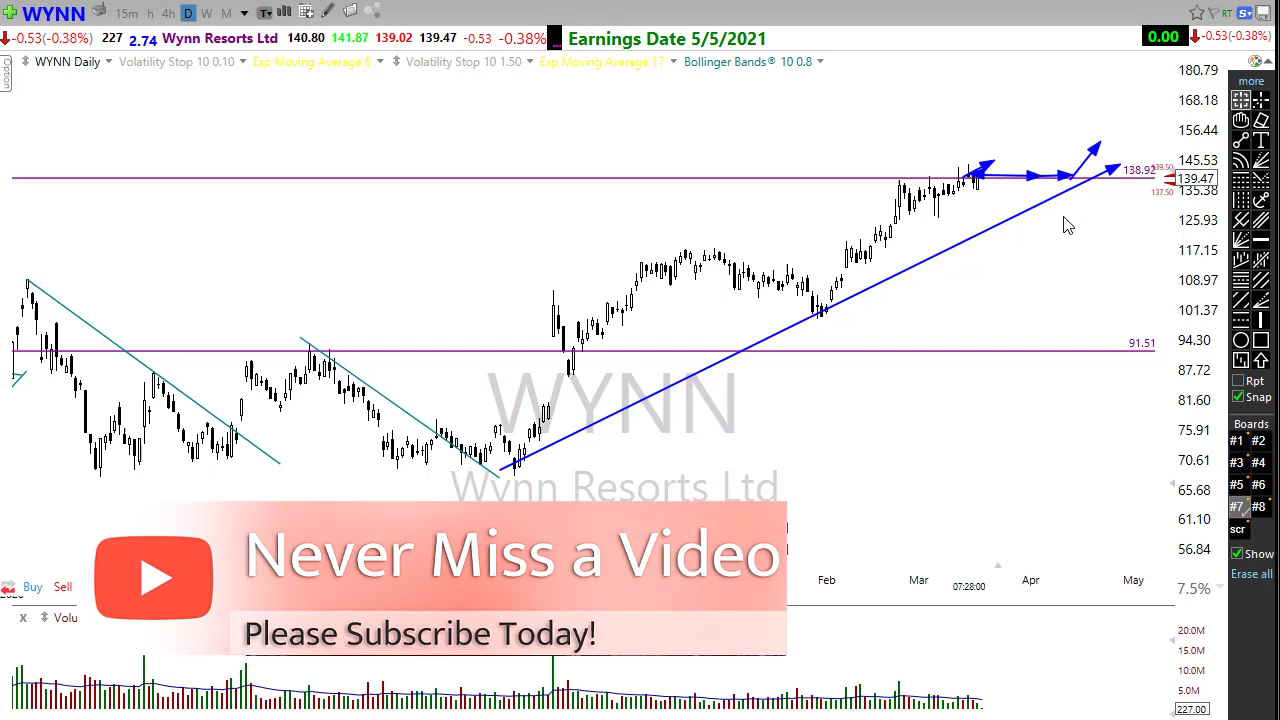 WYNN 15m h 4h D W M T
-0.53(-0.38%) 227 2.74 Wynn Resorts Ltd 140.80 141.87 139.02 139.47 -0.53 -0.38% Earnings Date 5/5/2021 0.00 -0.53(-0.38%)
RT S
Option
WYNN Daily Volatility Stop 10 0.10 Exp Moving Average 8 Volatility Stop 10 1.50 Exp Moving Average 17 Bollinger Bands® 10 0.8
more
180.79
168.18
156.44
145.53
138.92
139.50
139.47
137.50
135.38
125.93
117.15
108.97
101.37
94.30
91.51
87.72
81.60
75.91
70.61
65.68
61.10
56.84
7.5%
WYNN
Wynn Resorts Ltd
Never Miss a Video
Please Subscribe Today!
Buy Sell
Feb Mar Apr May
07:28:00
X Volu
20.0M
15.0M
10.0M
5.0M
227.00
Rpt
Snap
Boards
#1 #2
#3 #4
#5 #6
#7 #8
scr
Show
Erase all